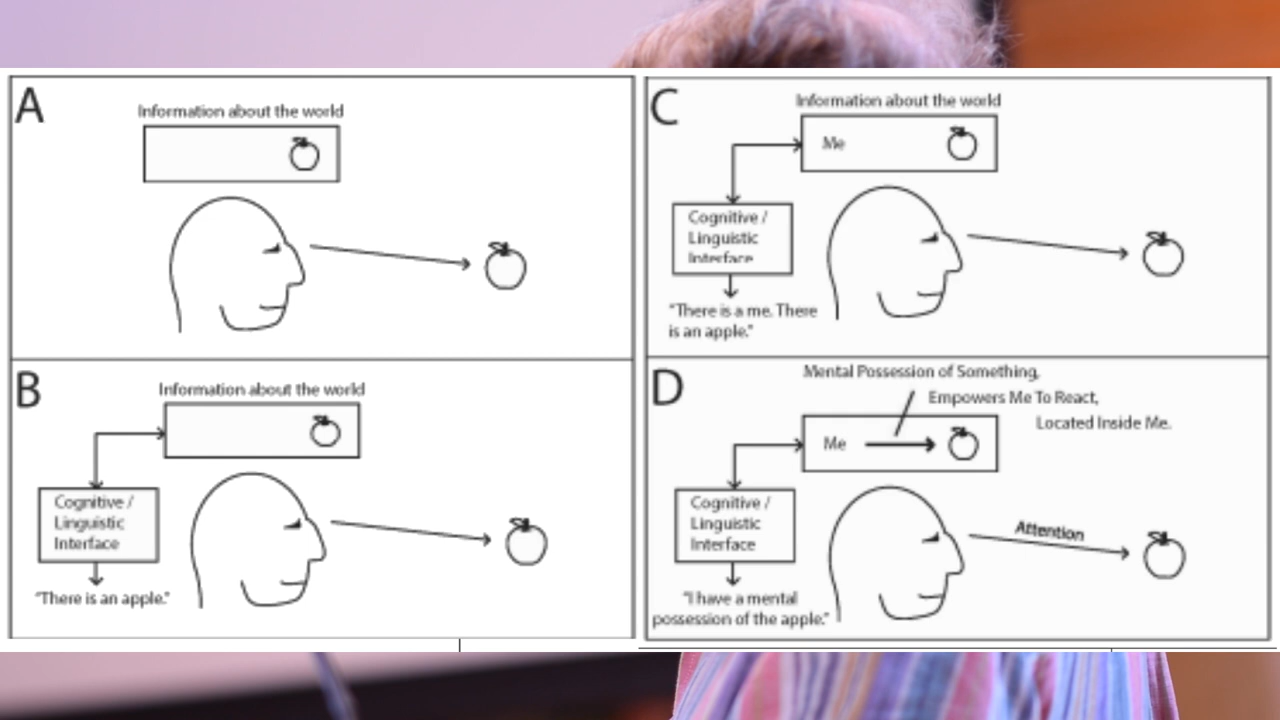 A
Information about the world
B
Information about the world
Cognitive /
Linguistic
Interface
"There is an apple."
C
Information about the world
Me
Cognitive /
Linguistic
Interface
"There is a me. There
is an apple."
D
Mental Possession of Something,
Empowers Me To React,
Located Inside Me.
Me
Cognitive /
Linguistic
Interface
Attention
"I have a mental
possession of the apple."